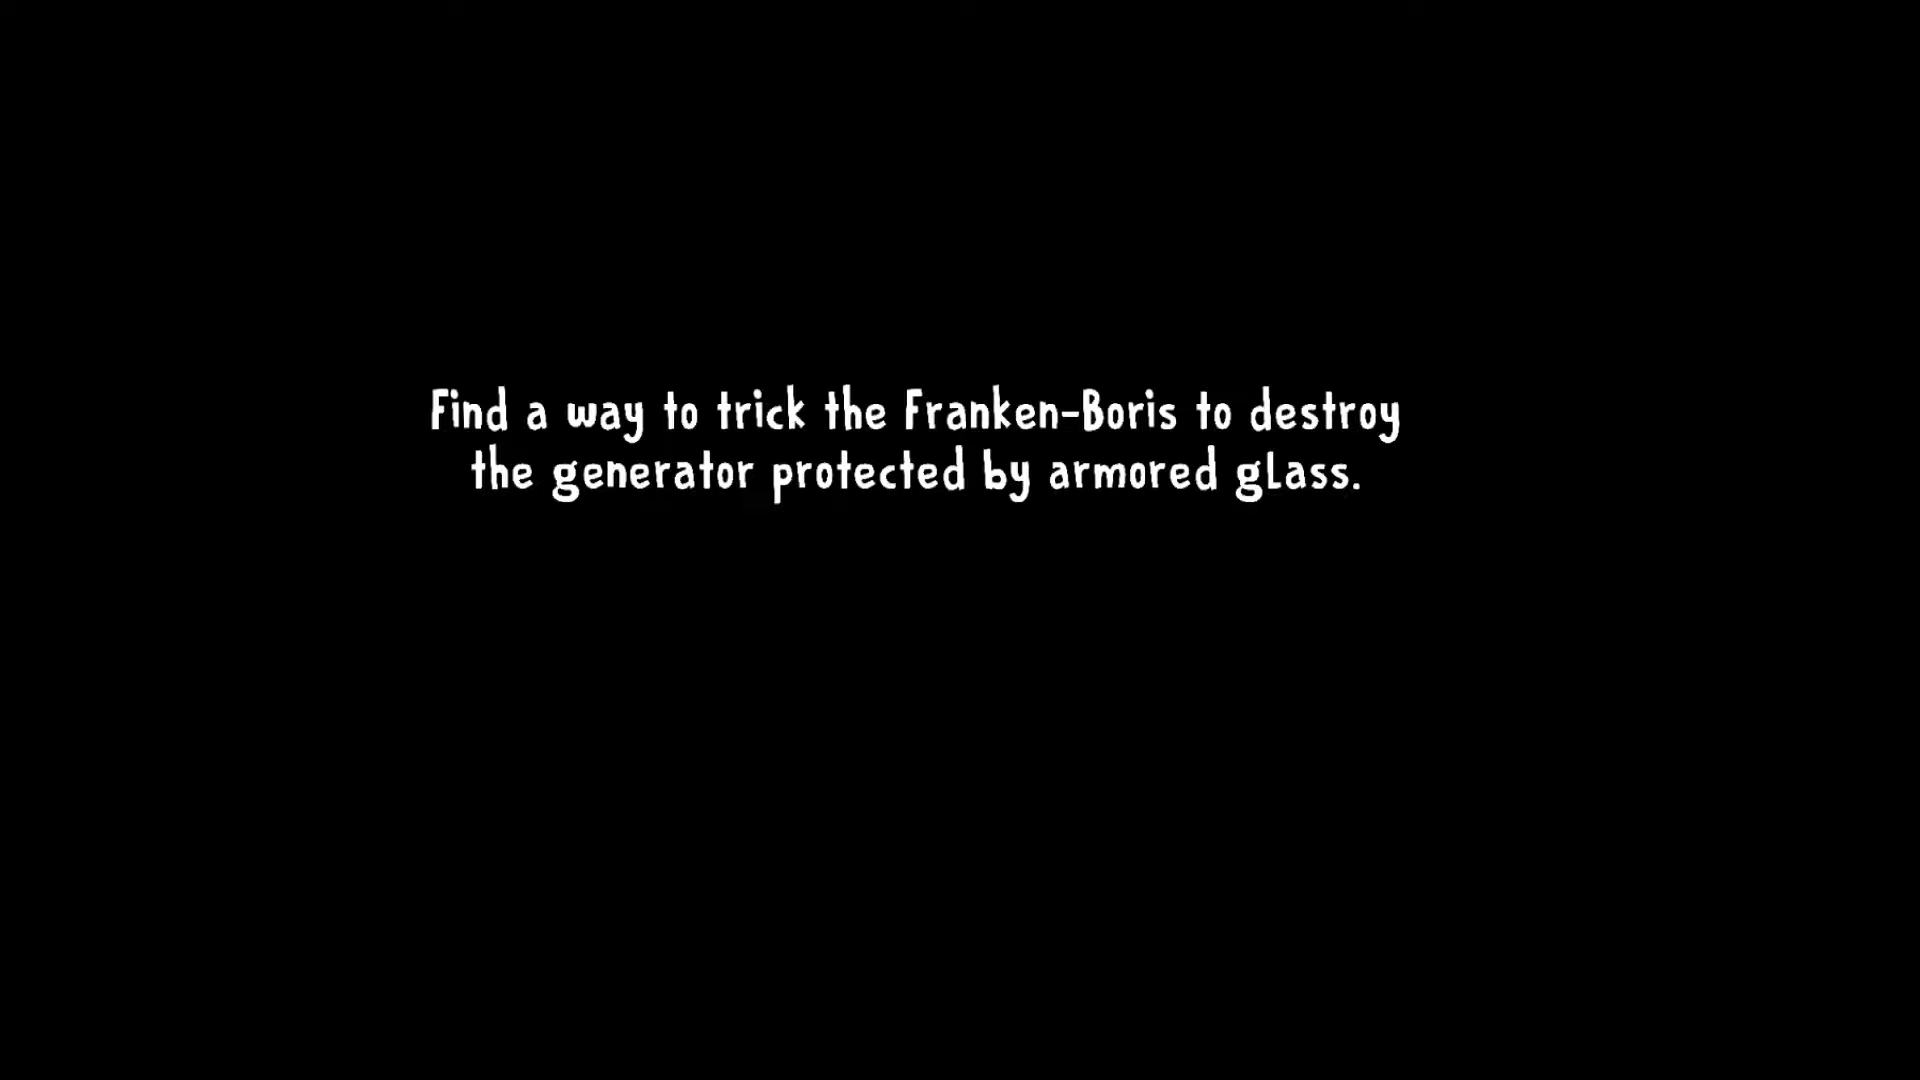 Find a way to trick the Franken-Boris to destroy
the generator protected by armored glass.